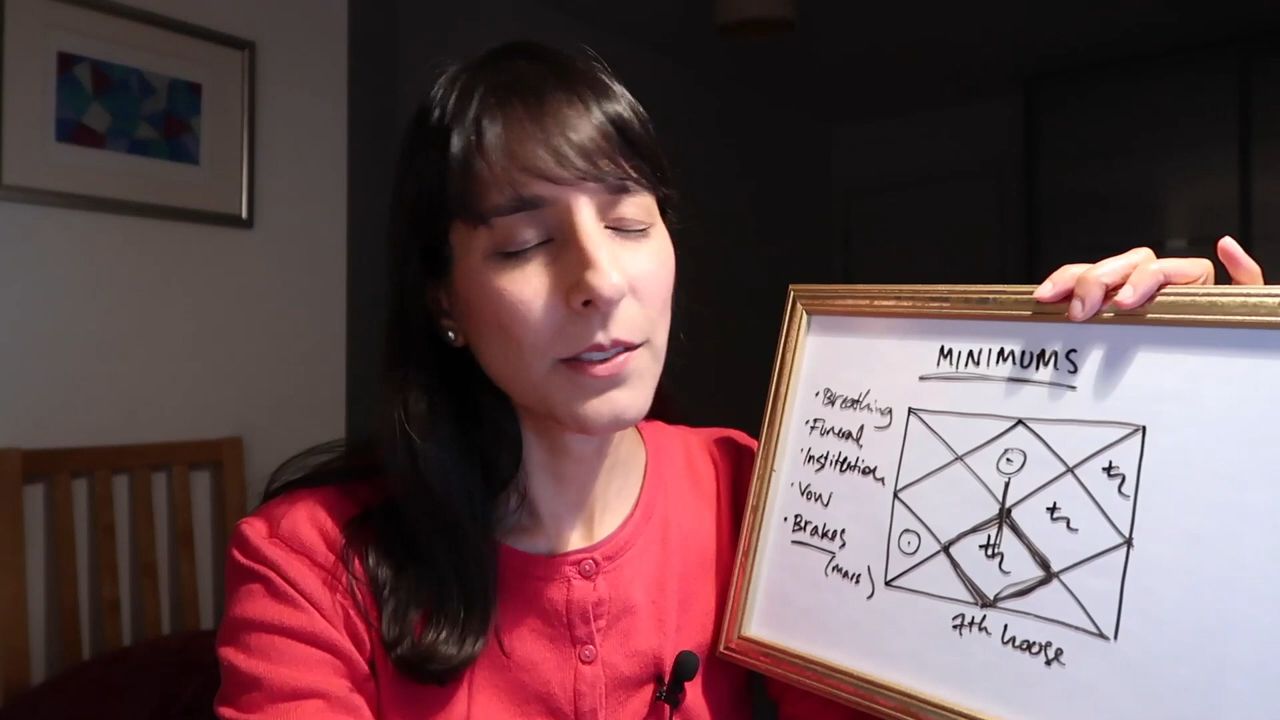 MINIMUMS
• Breathing
• Funeral
• Institution
• Vow
• Brakes
(Mars)
7th house